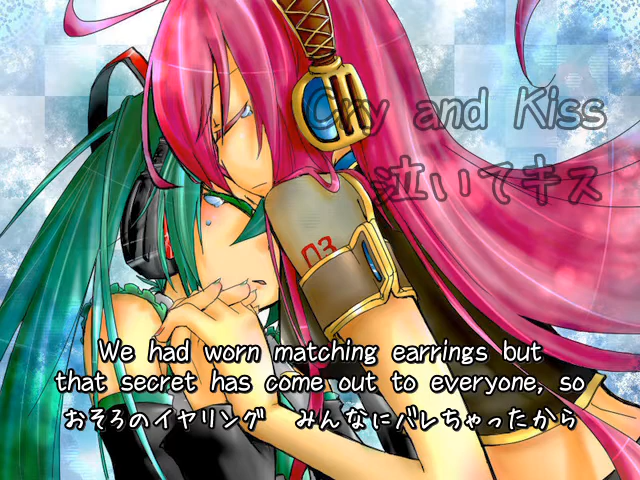 Cry and Kiss
泣いてキス
03
We had worn matching earrings but
that secret has come out to everyone, so
おそろのイヤリング　みんなにバレちゃったから